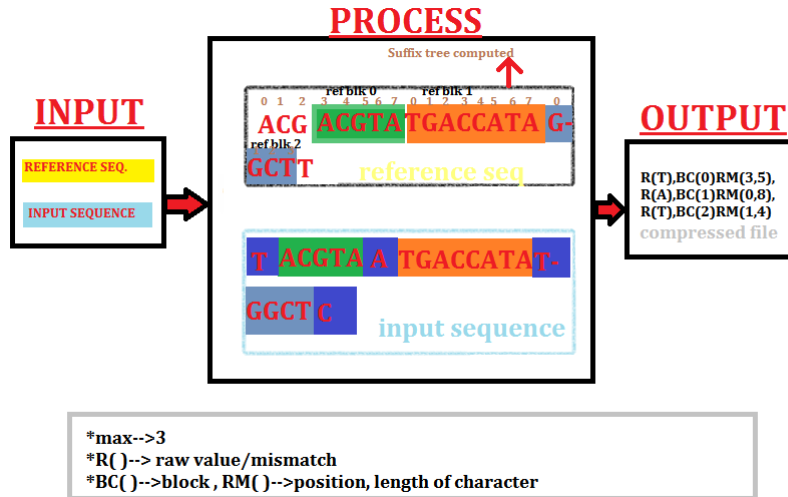 PROCESS
Suffix tree computed
INPUT
OUTPUT
ref blk 0 ref blk 1
0 1 2 3 4 5 6 7 0 1 2 4 5 6 7 0
ACG ACGTA TGACCATA G-
ref blk 2
GCTT
reference seq
REFERENCE SEQ.
INPUT SEQUENCE
R(T),BC(0)RM(3,5),
R(A),BC(1)RM(0,8),
R(T),BC(2)RM(1,4)
compressed file
T ACGTA A TGACCATA T-
GGCT C
input sequence
*max-->3
*R( )--> raw value/mismatch
*BC( )-->block , RM( )-->position, length of character